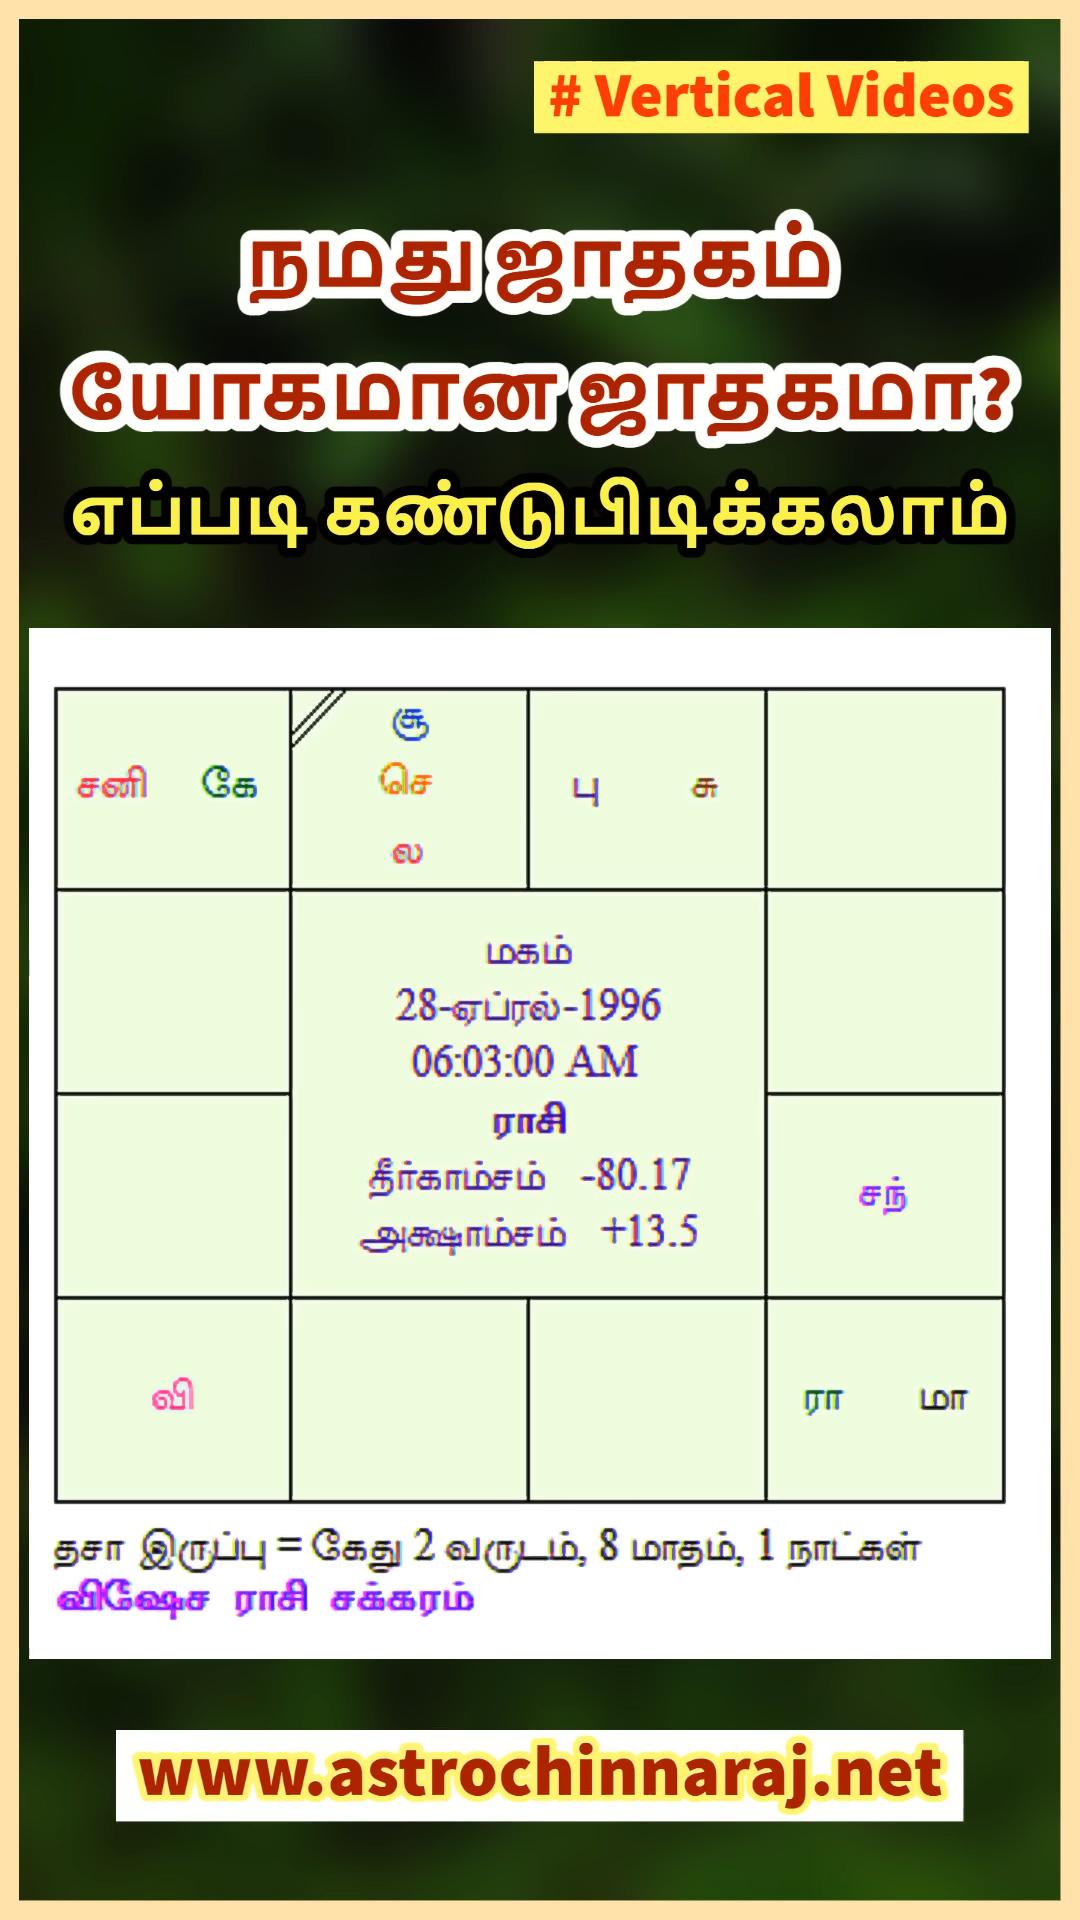 # Vertical Videos
நமது ஜாதகம்
யோகமான ஜாதகமா?
எப்படி கண்டுபிடிக்கலாம்
சனி கே
சூ
செ
ல
பு சு
மகம்
28-ஏப்ரல்-1996
06:03:00 AM
ராசி
தீர்காம்சம் -80.17
அக்ஷாம்சம் +13.5
சந்
வி
ரா மா
தசா இருப்பு = கேது 2 வருடம், 8 மாதம், 1 நாட்கள்
விஷேச ராசி சக்கரம்
www.astrochinnaraj.net